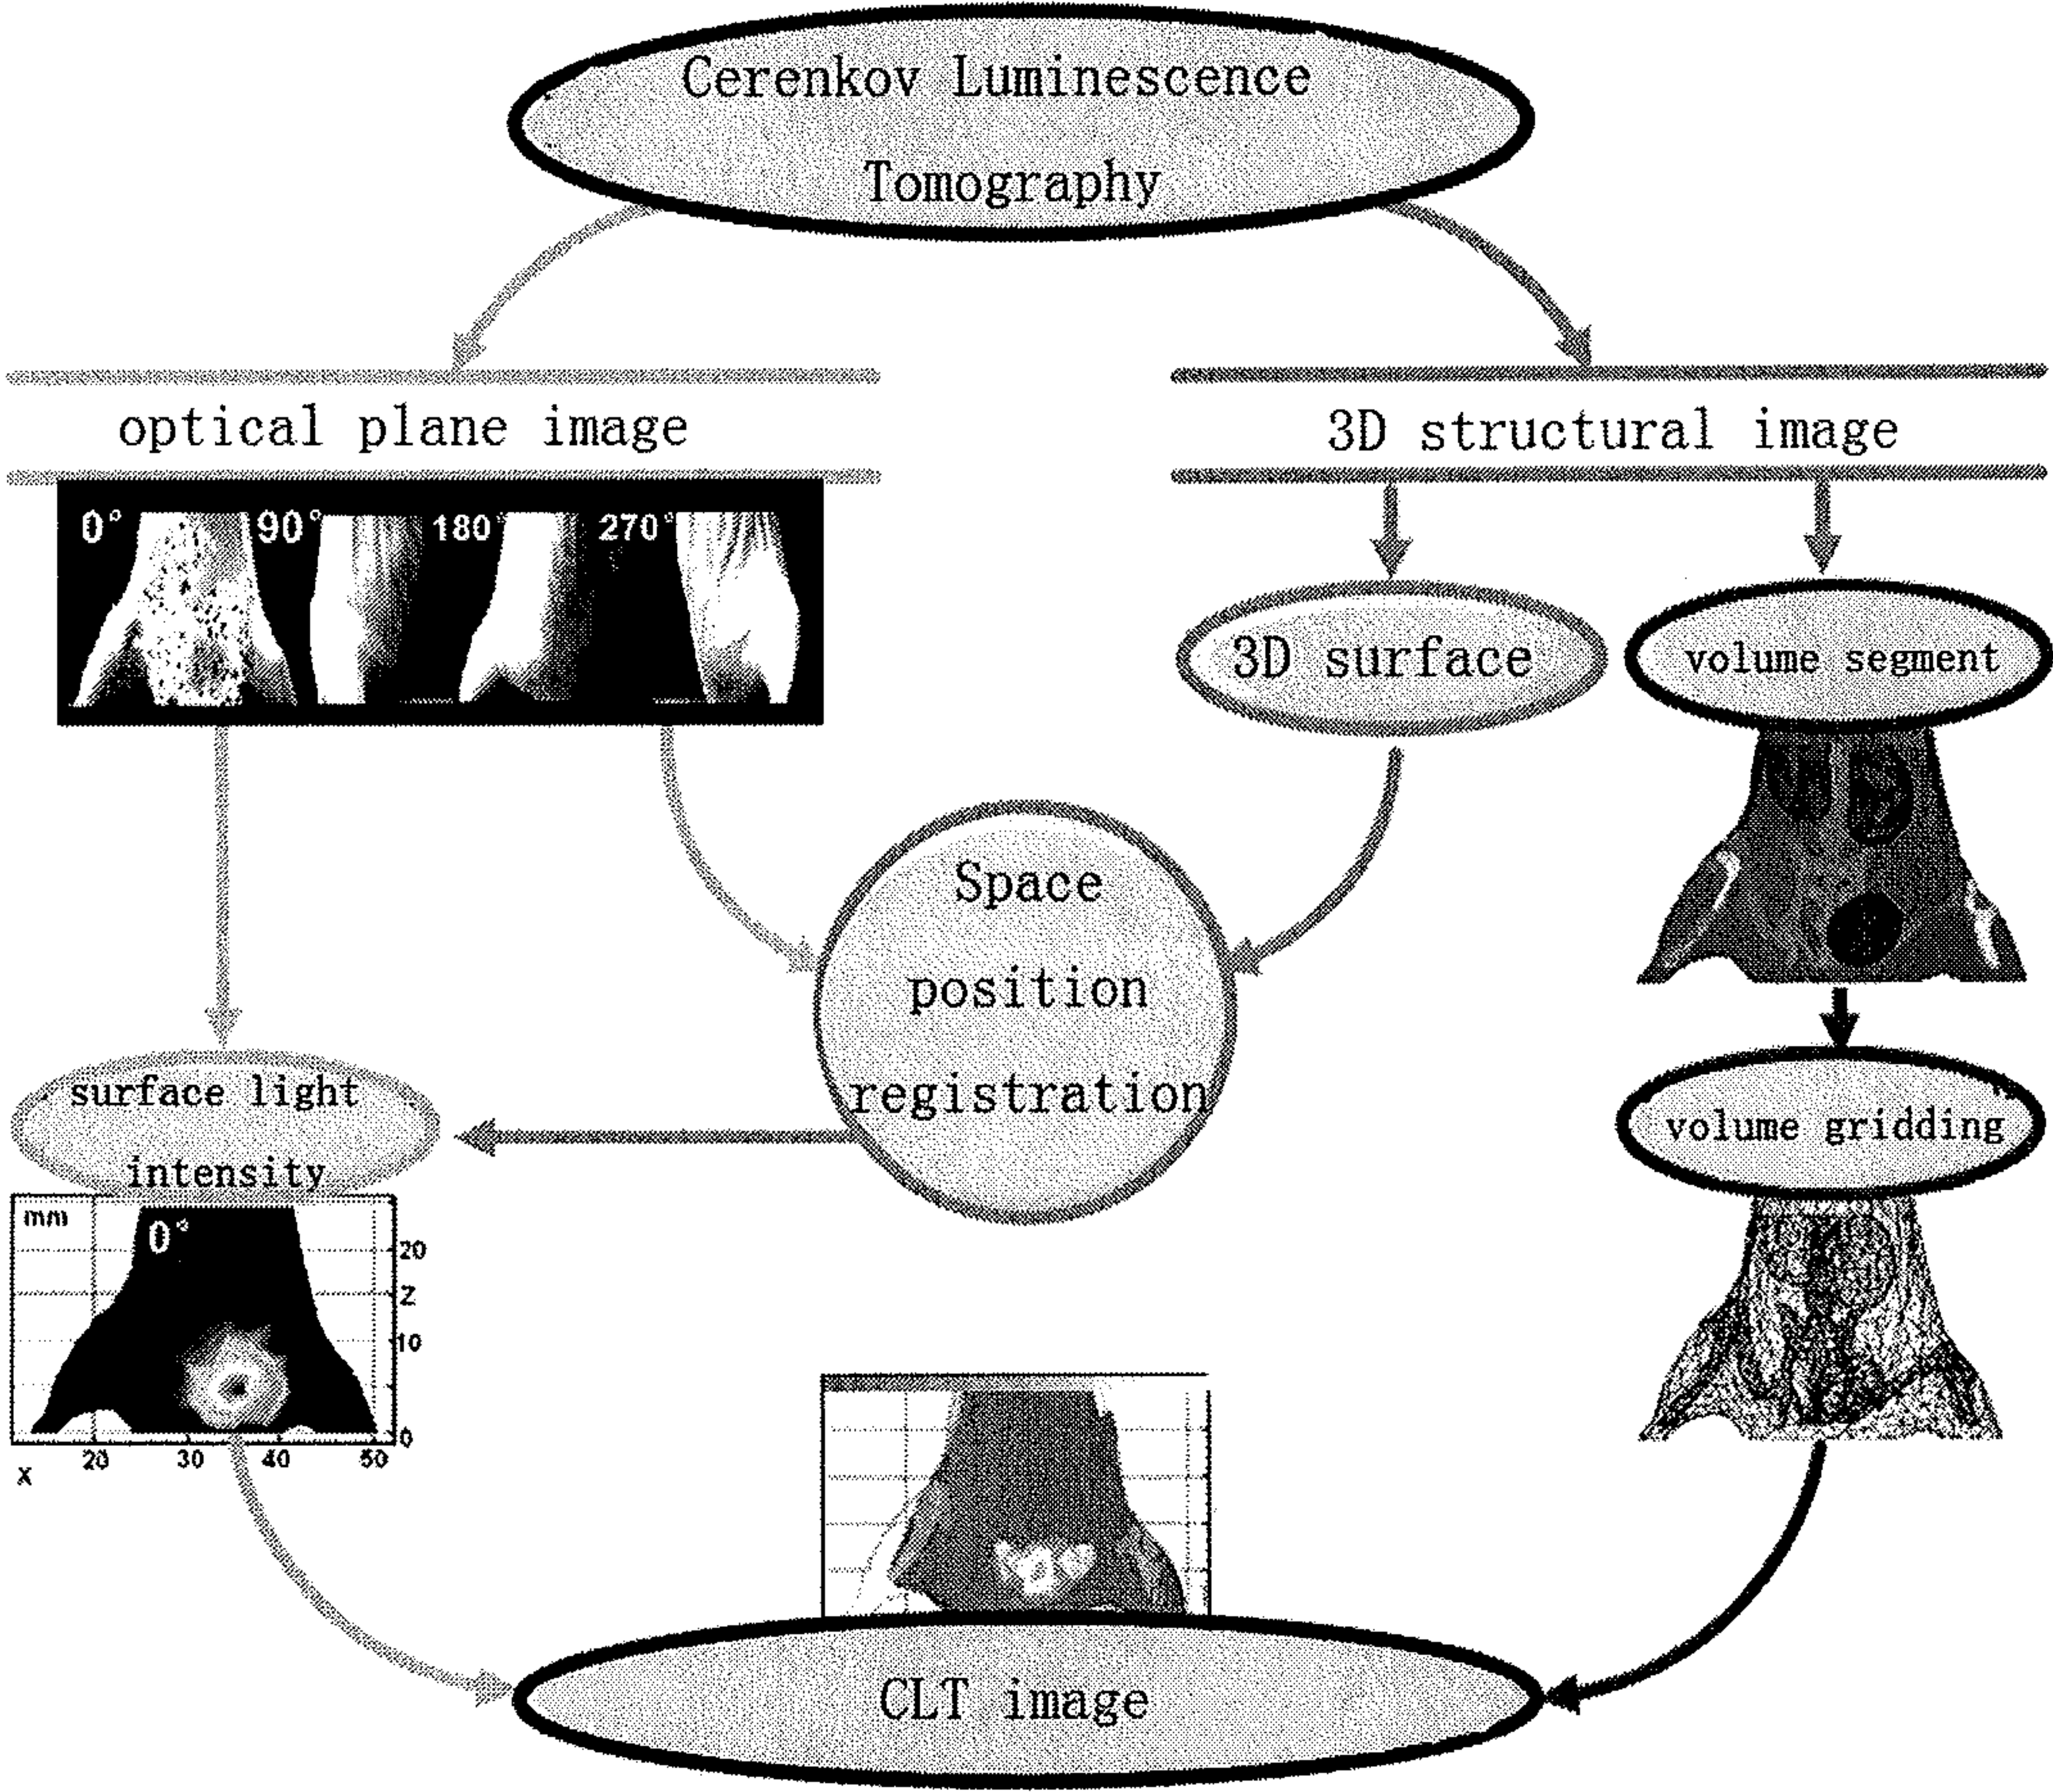 Cerenkov Luminescence
Tomography
optical plane image
3D structural image
0° 90° 180° 270°
3D surface
volume segment
Space
position
registration
surface light
intensity
volume gridding
mm
0°
20
Z
10
0
20 30 40 50
X
CLT image